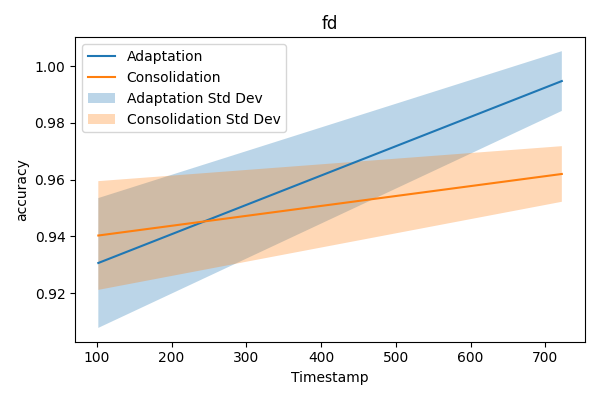 fd
Adaptation
Consolidation
Adaptation Std Dev
Consolidation Std Dev
accuracy
1.00
0.98
0.96
0.94
0.92
100 200 300 400 500 600 700
Timestamp